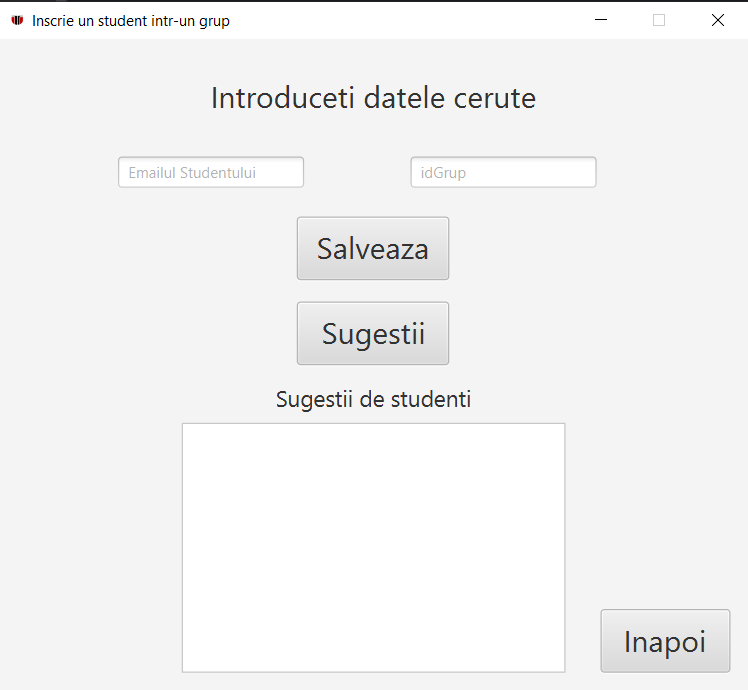 Inscrie un student intr-un grup
Introduceti datele cerute
Emailul Studentului
idGrup
Salveaza
Sugestii
Sugestii de studenti
Inapoi